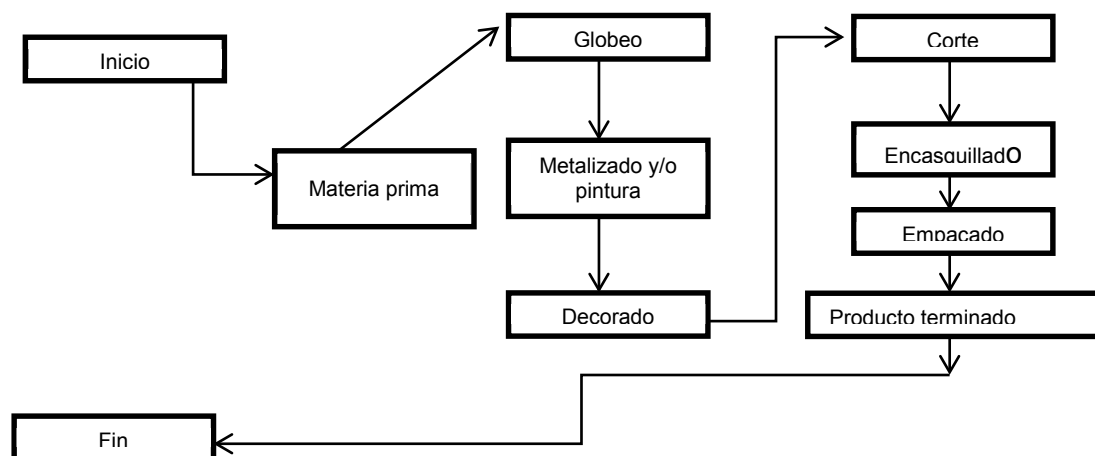 Inicio
Materia prima
Globeo
Metalizado y/o
pintura
Decorado
Corte
Encasquillado
Empacado
Producto terminado
Fin